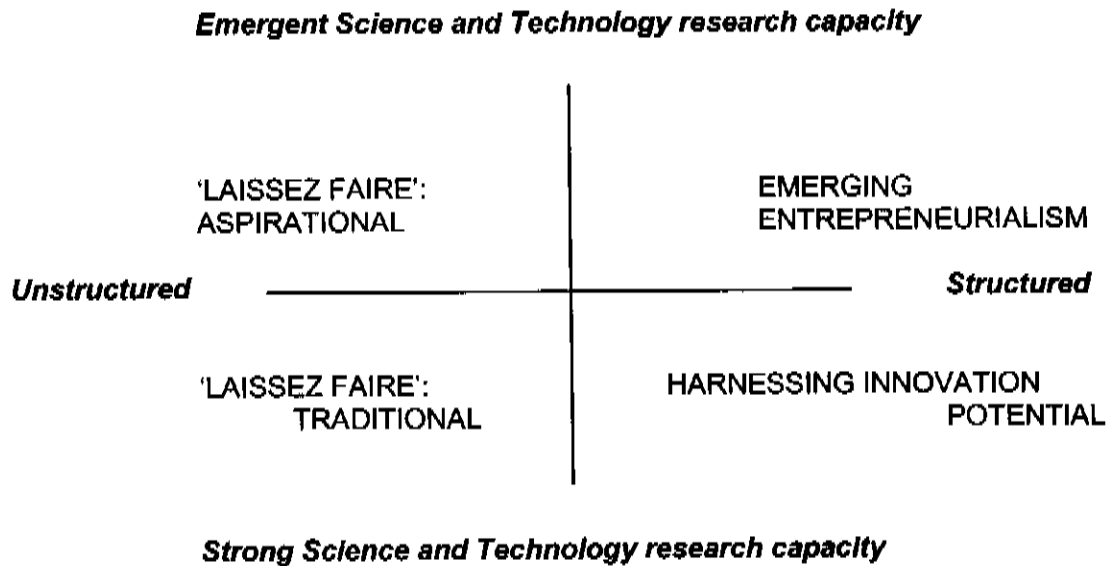 Emergent Science and Technology research capacity
'LAISSEZ FAIRE':
ASPIRATIONAL
EMERGING
ENTREPRENEURIALISM
Unstructured
Structured
'LAISSEZ FAIRE':
TRADITIONAL
HARNESSING INNOVATION
POTENTIAL
Strong Science and Technology research capacity